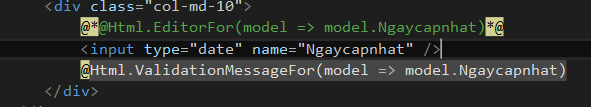 <div class="col-md-10">
@*@Html.EditorFor(model => model.Ngaycapnhat)*@
<input type="date" name="Ngaycapnhat" />
@Html.ValidationMessageFor(model => model.Ngaycapnhat)
</div>